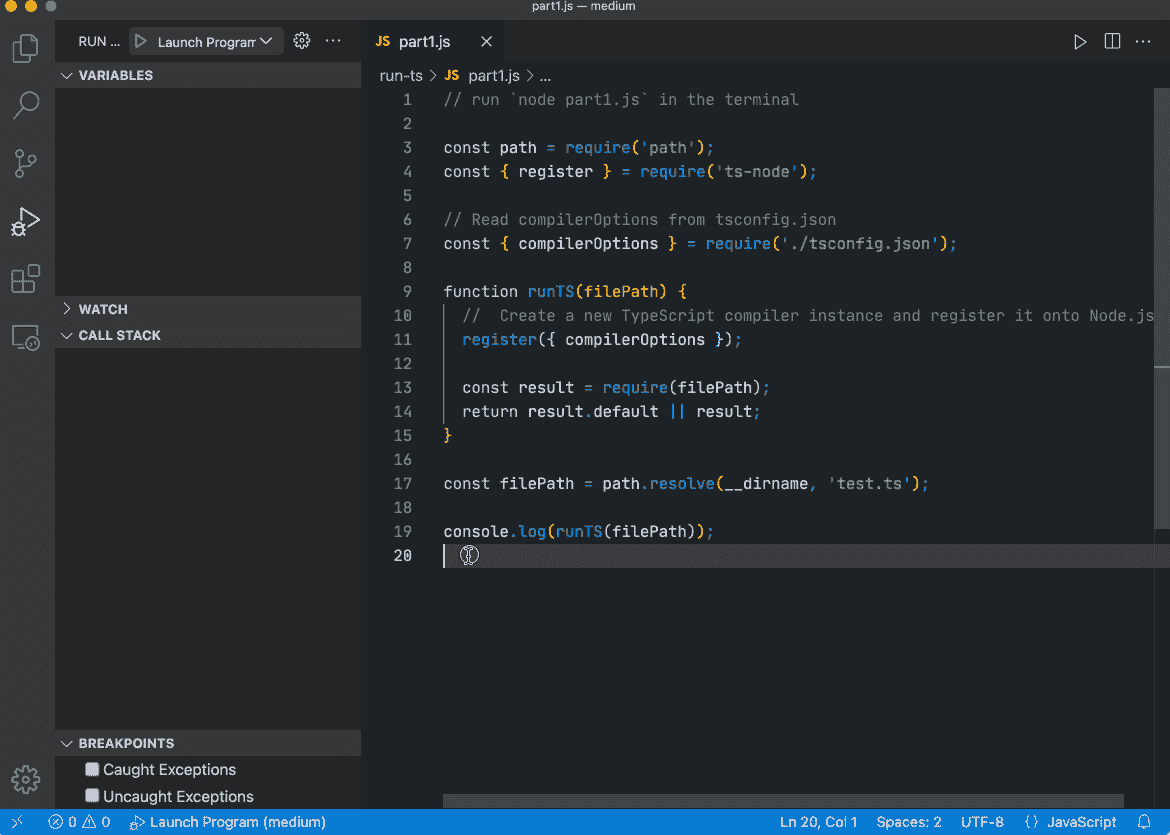 part1.js — medium
RUN ...
Launch Program
...
JS part1.js
...
VARIABLES
WATCH
CALL STACK
BREAKPOINTS
Caught Exceptions
Uncaught Exceptions
run-ts > JS part1.js > ...
1 // run `node part1.js` in the terminal
2
3 const path = require('path');
4 const { register } = require('ts-node');
5
6 // Read compilerOptions from tsconfig.json
7 const { compilerOptions } = require('./tsconfig.json');
8
9 function runTS(filePath) {
10 //  Create a new TypeScript compiler instance and register it onto Node.js
11 register({ compilerOptions });
12
13 const result = require(filePath);
14 return result.default || result;
15 }
16
17 const filePath = path.resolve(__dirname, 'test.ts');
18
19 console.log(runTS(filePath));
20
0 0 Launch Program (medium) Ln 20, Col 1 Spaces: 2 UTF-8 {} JavaScript